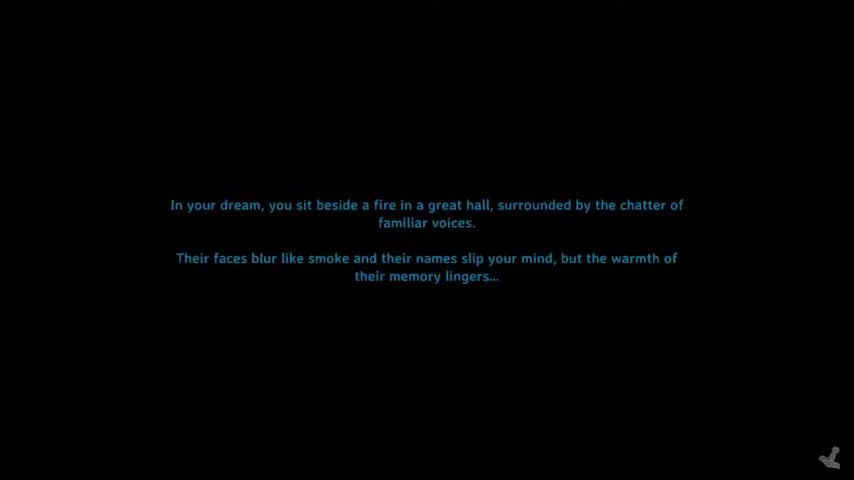 In your dream, you sit beside a fire in a great hall, surrounded by the chatter of
familiar voices.
Their faces blur like smoke and their names slip your mind, but the warmth of
their memory lingers...